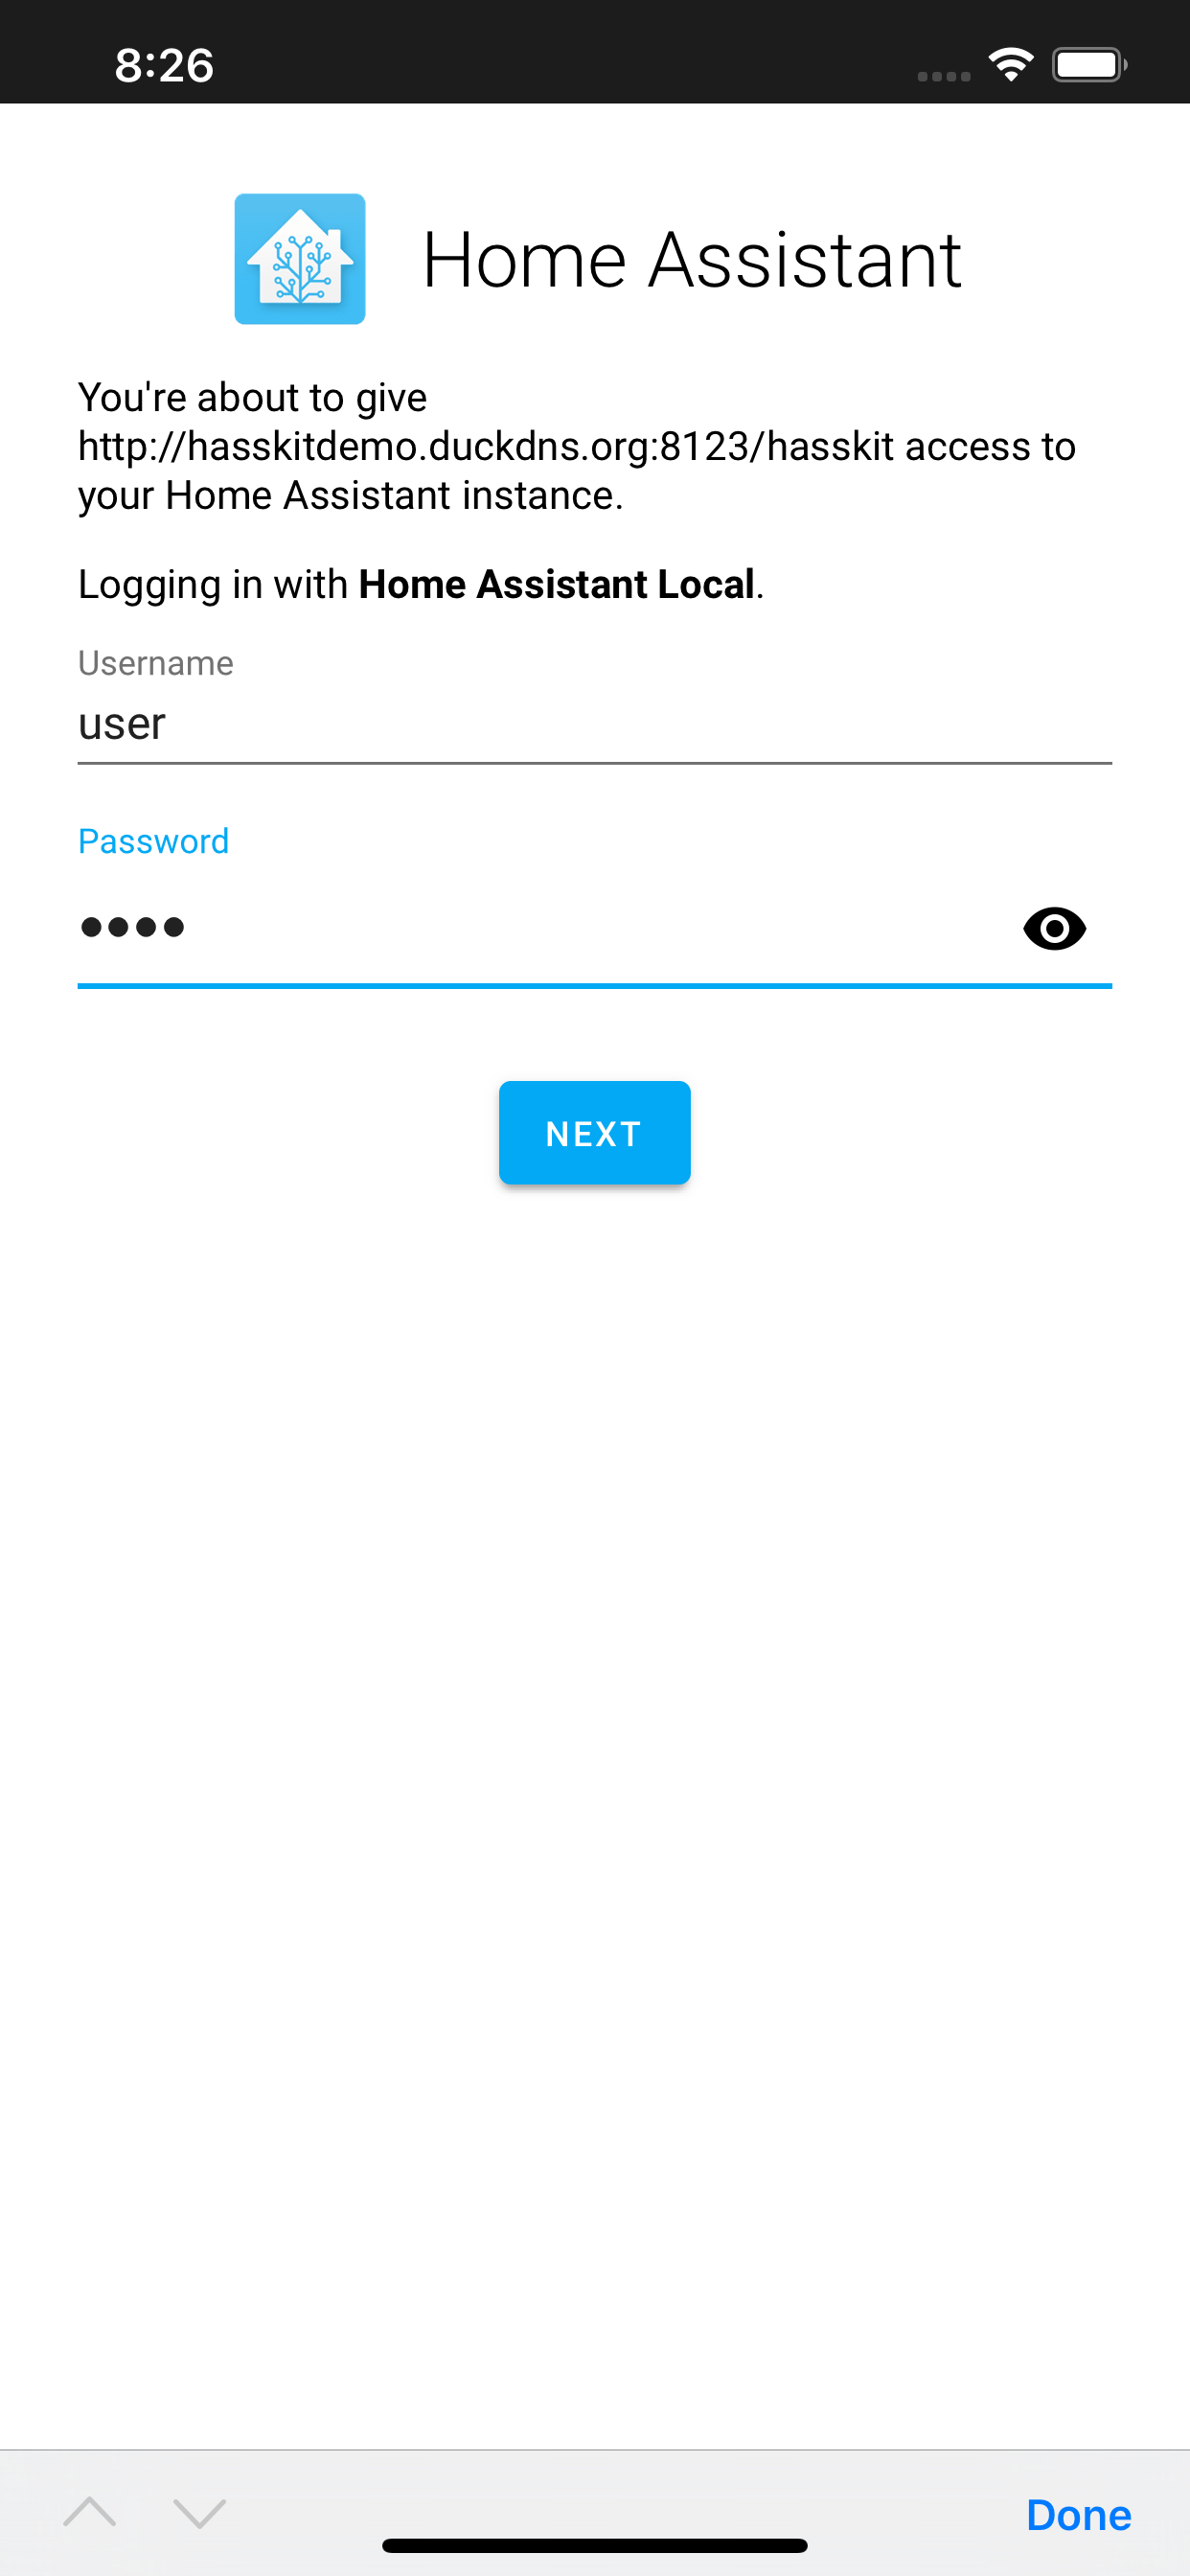 8:26
Home Assistant
You're about to give
http://hasskitdemo.duckdns.org:8123/hasskit access to
your Home Assistant instance.
Logging in with Home Assistant Local.
Username
user
Password
••••
NEXT
Done